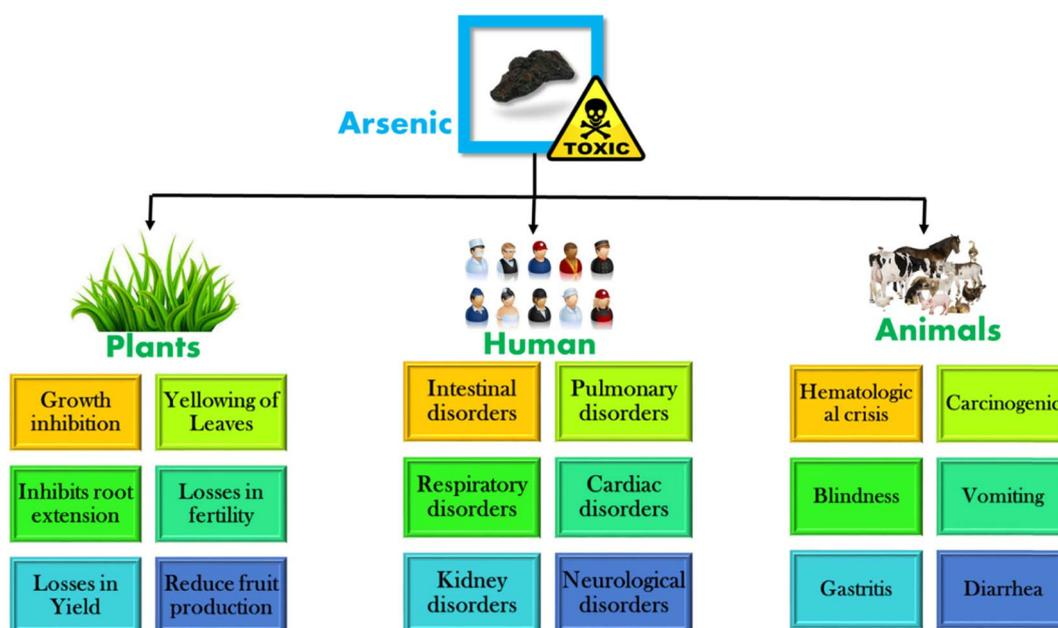 Arsenic
TOXIC
Plants
Growth
inhibition
Yellowing of
Leaves
Inhibits root
extension
Losses in
fertility
Losses in
Yield
Reduce fruit
production
Human
Intestinal
disorders
Pulmonary
disorders
Respiratory
disorders
Cardiac
disorders
Kidney
disorders
Neurological
disorders
Animals
Hematologic
al crisis
Carcinogenic
Blindness
Vomiting
Gastritis
Diarrhea